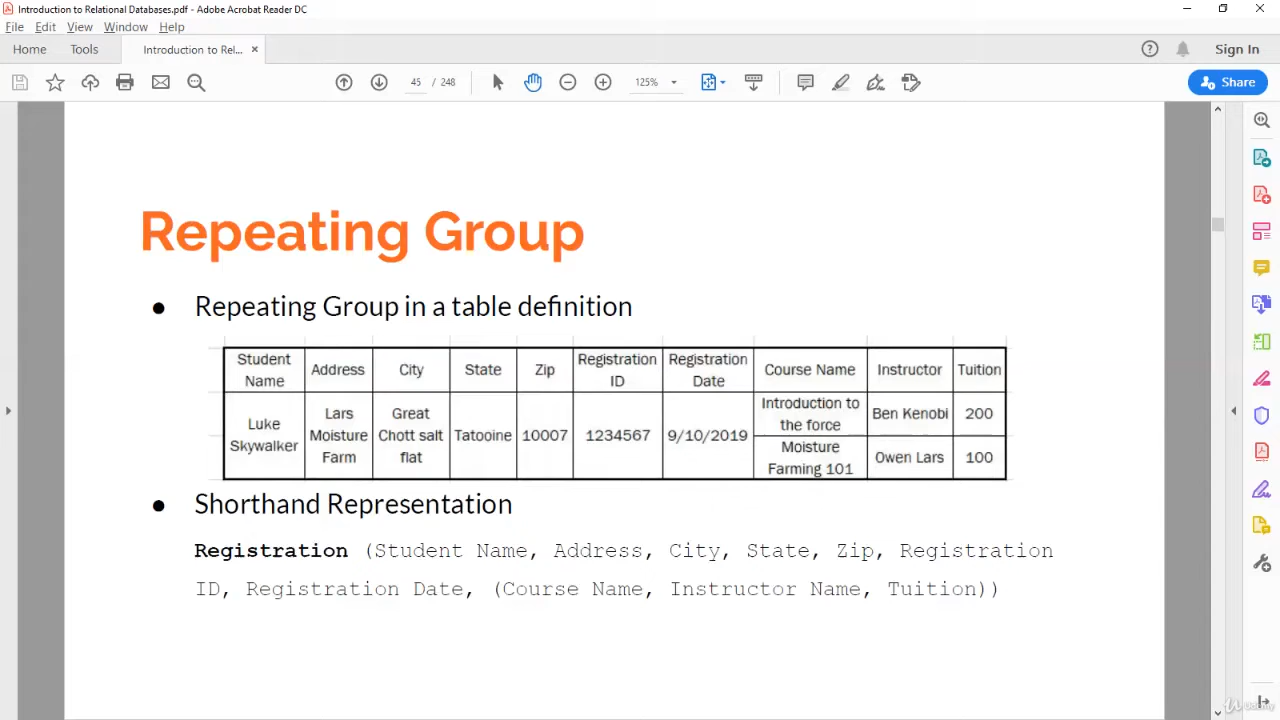 Introduction to Relational Databases.pdf - Adobe Acrobat Reader DC
File Edit View Window Help
Home Tools Introduction to Rel... × Sign In
45 / 248 125% Share
Repeating Group
● Repeating Group in a table definition
Student Name Address City State Zip Registration ID Registration Date Course Name Instructor Tuition
Luke Skywalker Lars Moisture Farm Great Chott salt flat Tatooine 10007 1234567 9/10/2019 Introduction to the force Ben Kenobi 200
Moisture Farming 101 Owen Lars 100
● Shorthand Representation
Registration (Student Name, Address, City, State, Zip, Registration
ID, Registration Date, (Course Name, Instructor Name, Tuition))
Udemy